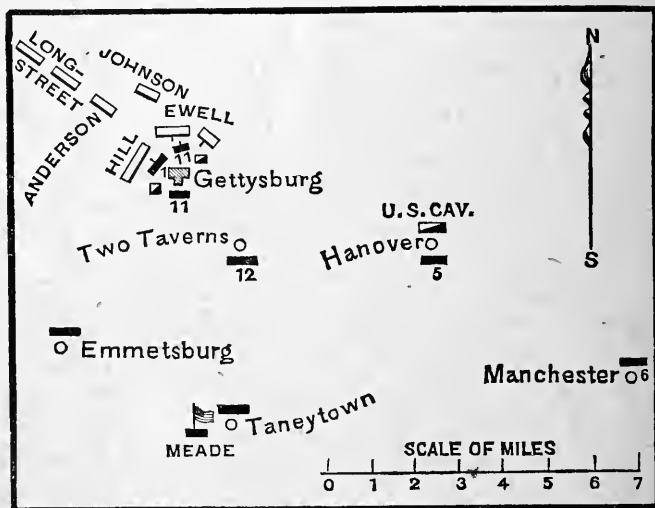 LONG-
STREET
JOHNSON
N
ANDERSON
EWELL
HILL
11
1
Gettysburg
11
U.S.CAV.
Two Taverns
Hanover
12
5
S
Emmetsburg
Manchester 6
Taneytown
MEADE
SCALE OF MILES
0 1 2 3 4 5 6 7